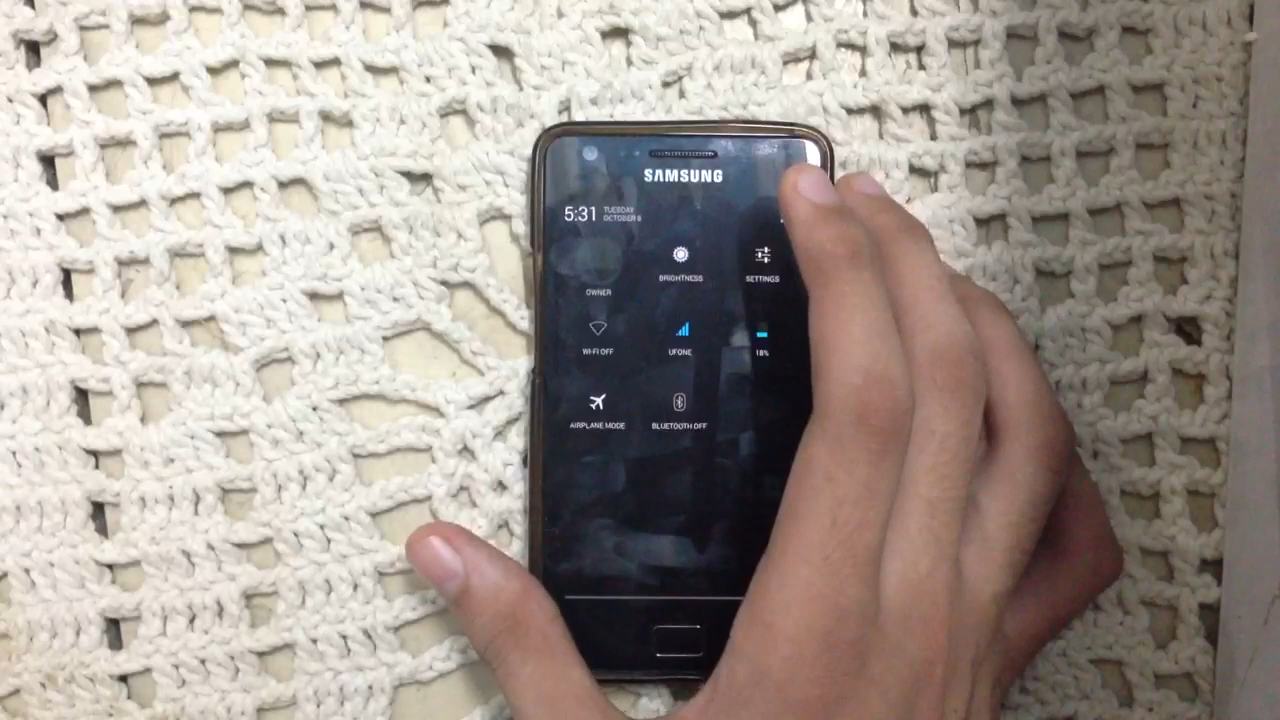 SAMSUNG
5:31 TUESDAY
OCTOBER 8
BRIGHTNESS
SETTINGS
OWNER
WI-FI OFF
UFONE
18%
AIRPLANE MODE
BLUETOOTH OFF